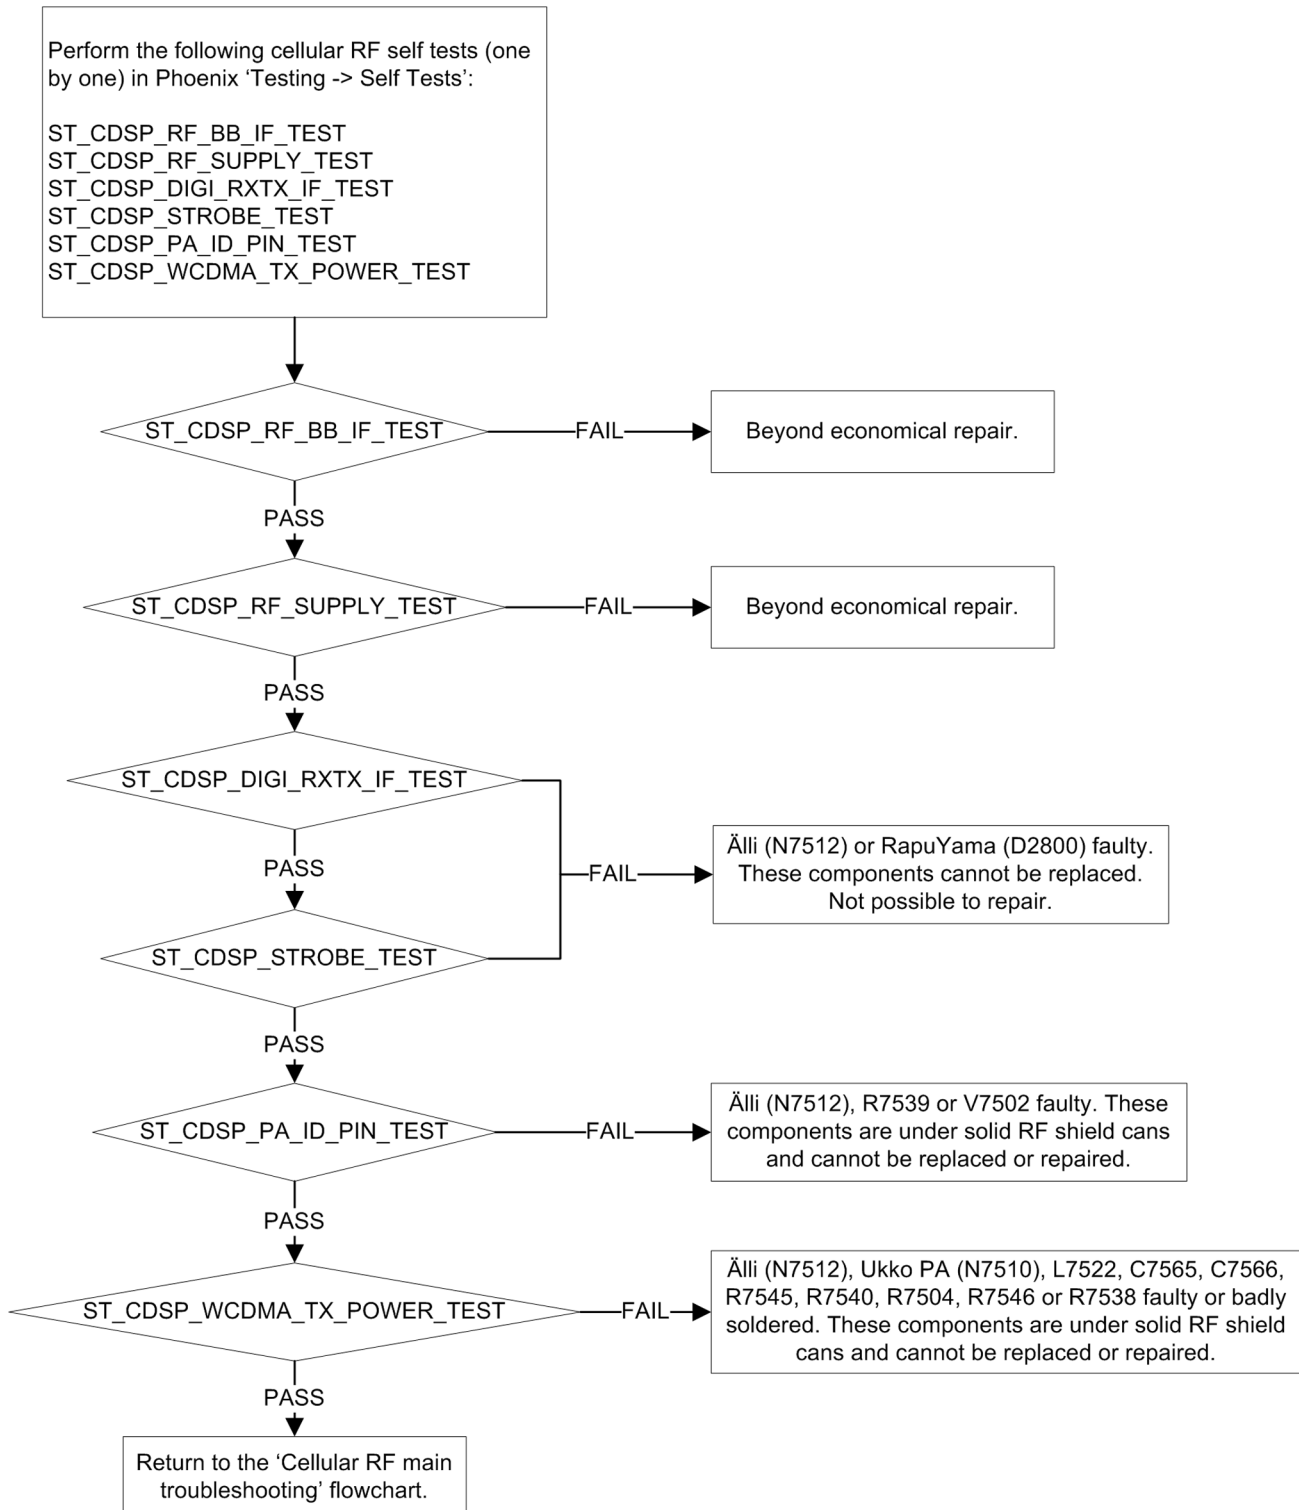 Perform the following cellular RF self tests (one
by one) in Phoenix ‘Testing -> Self Tests’:
ST_CDSP_RF_BB_IF_TEST
ST_CDSP_RF_SUPPLY_TEST
ST_CDSP_DIGI_RXTX_IF_TEST
ST_CDSP_STROBE_TEST
ST_CDSP_PA_ID_PIN_TEST
ST_CDSP_WCDMA_TX_POWER_TEST
ST_CDSP_RF_BB_IF_TEST
FAIL
Beyond economical repair.
PASS
ST_CDSP_RF_SUPPLY_TEST
FAIL
Beyond economical repair.
PASS
ST_CDSP_DIGI_RXTX_IF_TEST
PASS
FAIL
Älli (N7512) or RapuYama (D2800) faulty.
These components cannot be replaced.
Not possible to repair.
ST_CDSP_STROBE_TEST
PASS
ST_CDSP_PA_ID_PIN_TEST
FAIL
Älli (N7512), R7539 or V7502 faulty. These
components are under solid RF shield cans
and cannot be replaced or repaired.
PASS
ST_CDSP_WCDMA_TX_POWER_TEST
FAIL
Älli (N7512), Ukko PA (N7510), L7522, C7565, C7566,
R7545, R7540, R7504, R7546 or R7538 faulty or badly
soldered. These components are under solid RF shield
cans and cannot be replaced or repaired.
PASS
Return to the ‘Cellular RF main
troubleshooting’ flowchart.